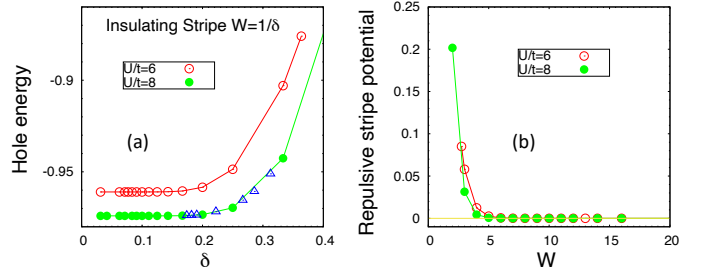 Insulating Stripe W=1/δ
U/t=6
U/t=8
(a)
Hole energy
-0.9
-0.95
0 0.1 0.2 0.3 0.4
δ
U/t=6
U/t=8
(b)
Repulsive stripe potential
0.25
0.2
0.15
0.1
0.05
0
0 5 10 15 20
W